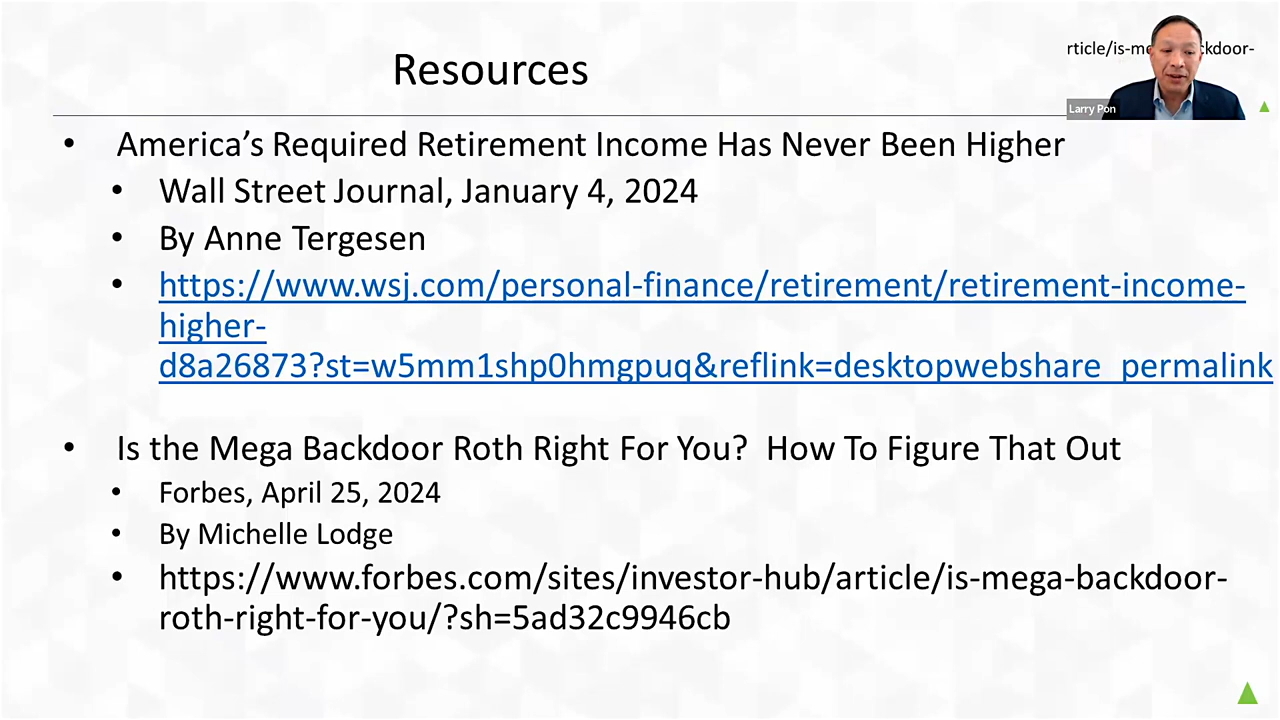 Resources
rticle/is-me ckdoor-
Larry Pon
• America’s Required Retirement Income Has Never Been Higher
• Wall Street Journal, January 4, 2024
• By Anne Tergesen
• https://www.wsj.com/personal-finance/retirement/retirement-income-
higher-
d8a26873?st=w5mm1shp0hmgpuq&reflink=desktopwebshare_permalink
• Is the Mega Backdoor Roth Right For You?  How To Figure That Out
• Forbes, April 25, 2024
• By Michelle Lodge
• https://www.forbes.com/sites/investor-hub/article/is-mega-backdoor-
roth-right-for-you/?sh=5ad32c9946cb